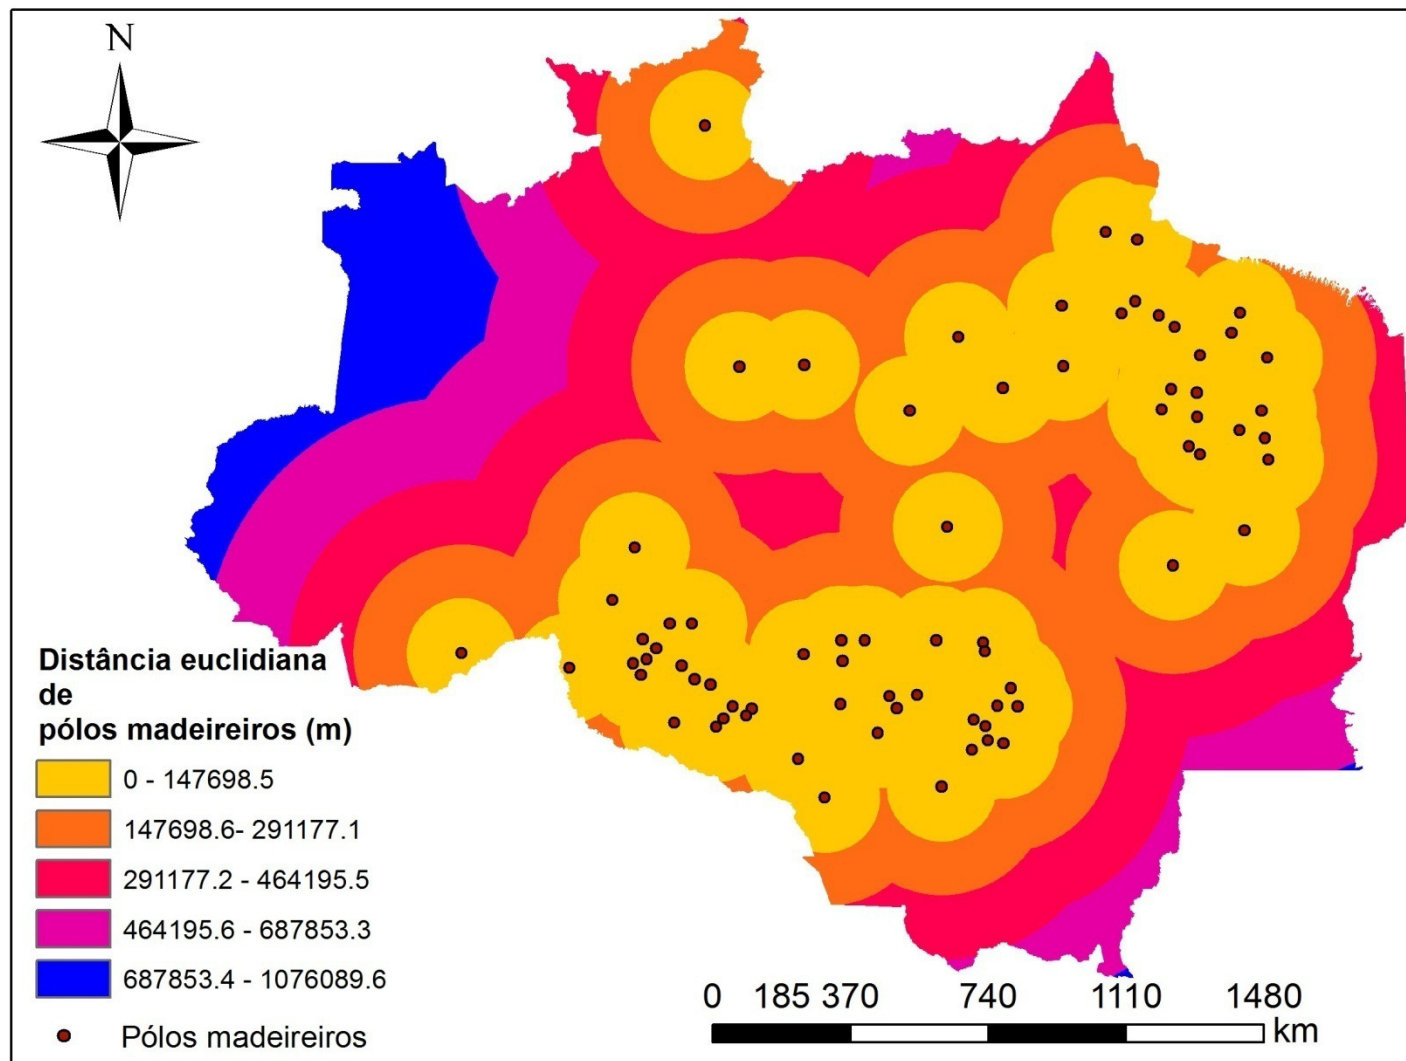 N
Distância euclidiana
de
pólos madeireiros (m)
0 - 147698.5
147698.6- 291177.1
291177.2 - 464195.5
464195.6 - 687853.3
687853.4 - 1076089.6
Pólos madeireiros
0 185 370 740 1110 1480
km